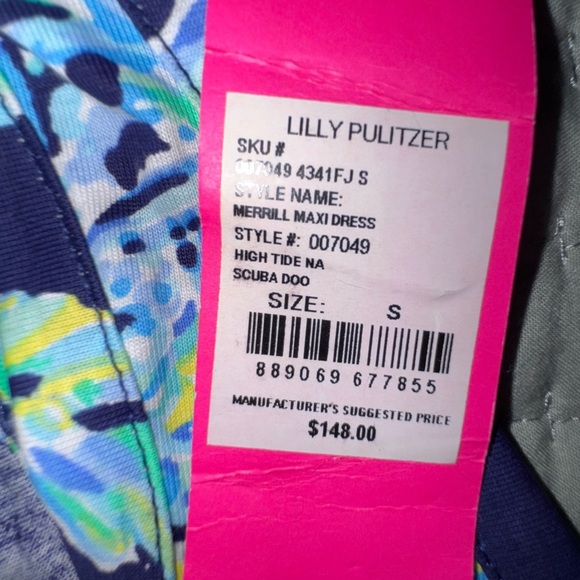 LILLY PULITZER
SKU #
007049 4341FJ S
STYLE NAME:
MERRILL MAXI DRESS
STYLE #: 007049
HIGH TIDE NA
SCUBA DOO
SIZE: S
889069 677855
MANUFACTURER'S SUGGESTED PRICE
$148.00